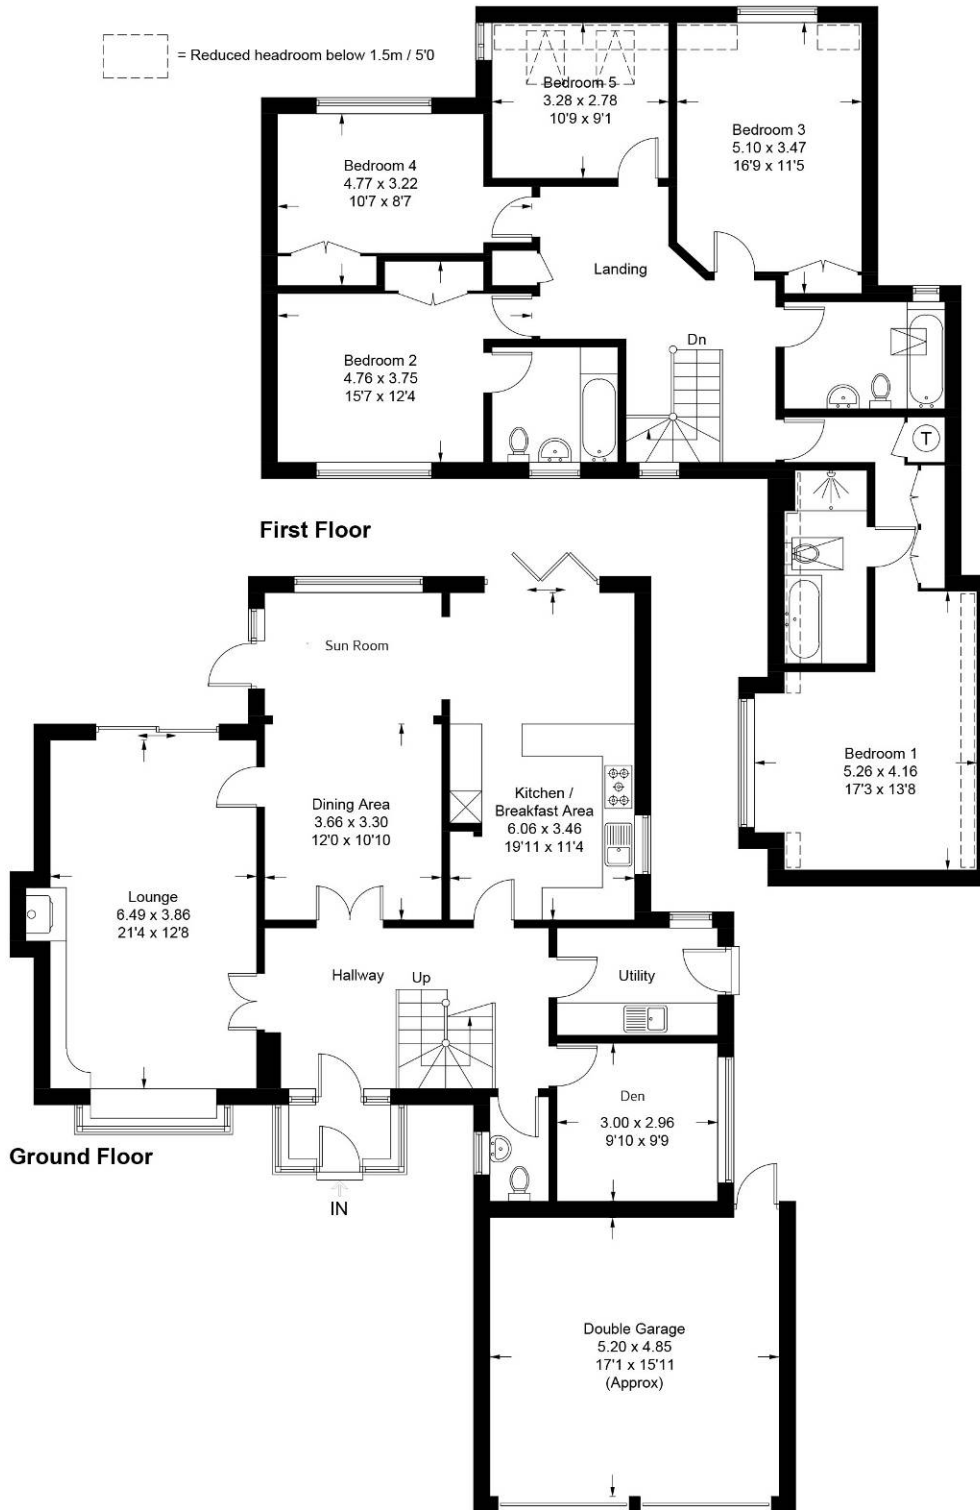 = Reduced headroom below 1.5m / 5'0
Bedroom 5
3.28 x 2.78
10'9 x 9'1
Bedroom 3
5.10 x 3.47
16'9 x 11'5
Bedroom 4
4.77 x 3.22
10'7 x 8'7
Landing
Bedroom 2
4.76 x 3.75
15'7 x 12'4
Dn
T
First Floor
Sun Room
Bedroom 1
5.26 x 4.16
17'3 x 13'8
Kitchen /
Breakfast Area
6.06 x 3.46
19'11 x 11'4
Dining Area
3.66 x 3.30
12'0 x 10'10
Lounge
6.49 x 3.86
21'4 x 12'8
Hallway
Up
Utility
Den
3.00 x 2.96
9'10 x 9'9
Ground Floor
IN
Double Garage
5.20 x 4.85
17'1 x 15'11
(Approx)